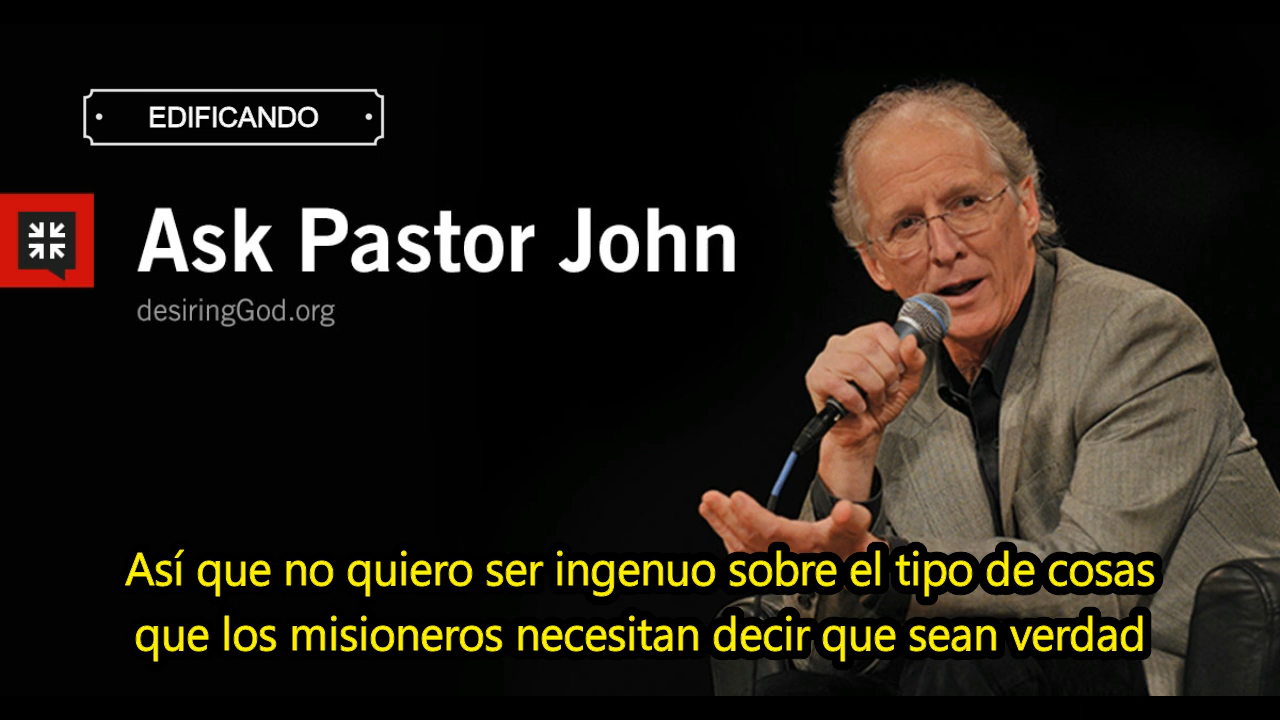 EDIFICANDO
Ask Pastor John
desiringGod.org
Así que no quiero ser ingenuo sobre el tipo de cosas
que los misioneros necesitan decir que sean verdad